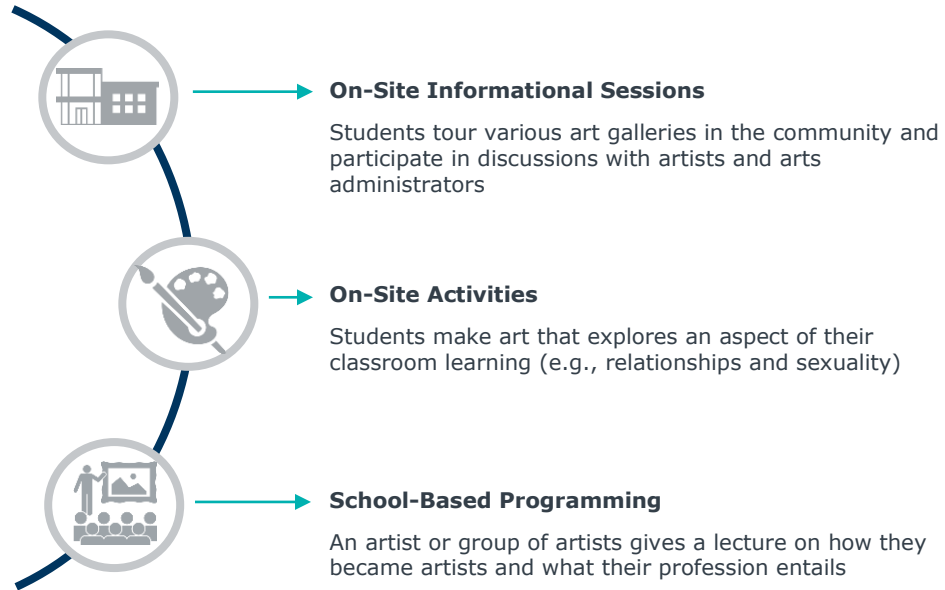 On-Site Informational Sessions
Students tour various art galleries in the community and
participate in discussions with artists and arts
administrators
On-Site Activities
Students make art that explores an aspect of their
classroom learning (e.g., relationships and sexuality)
School-Based Programming
An artist or group of artists gives a lecture on how they
became artists and what their profession entails